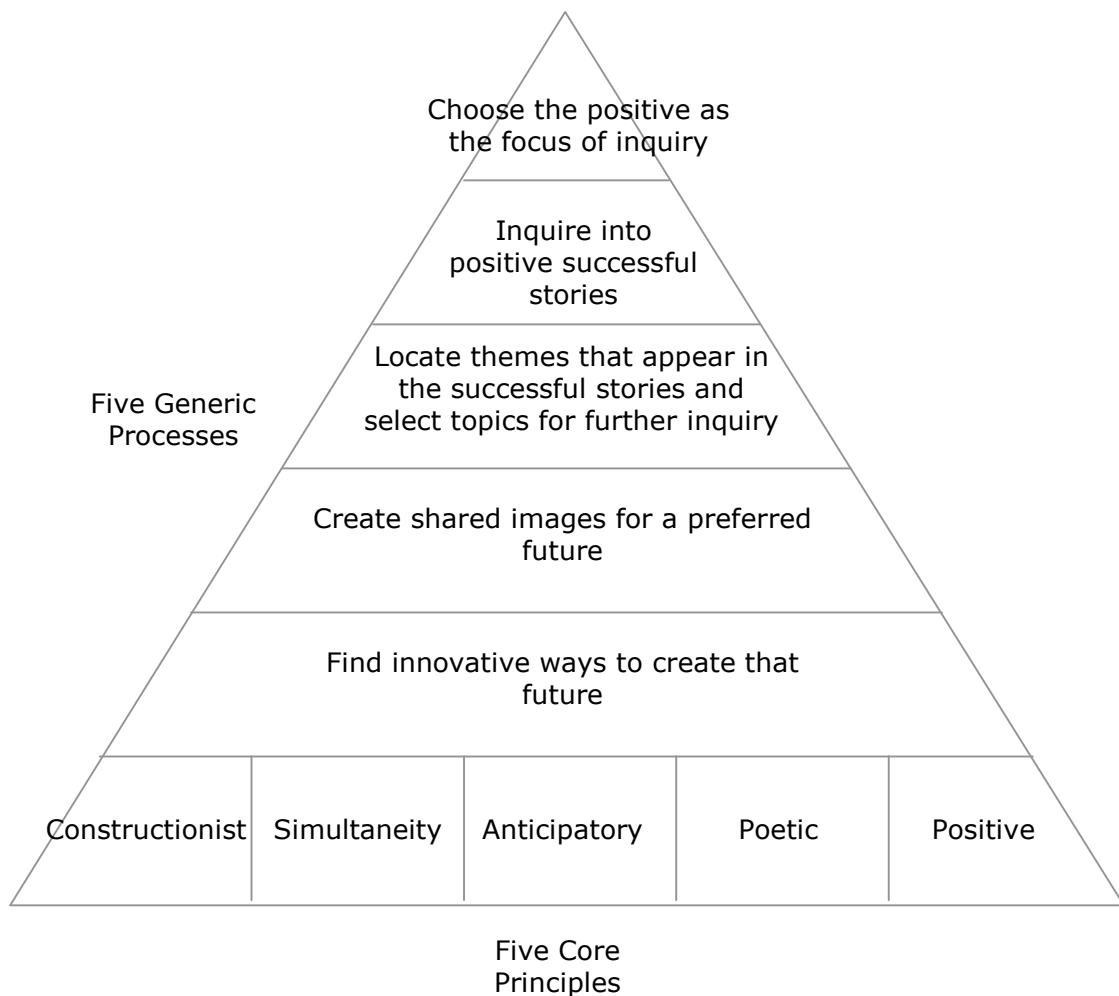 Choose the positive as
the focus of inquiry
Inquire into
positive successful
stories
Locate themes that appear in
the successful stories and
select topics for further inquiry
Five Generic
Processes
Create shared images for a preferred
future
Find innovative ways to create that
future
Constructionist
Simultaneity
Anticipatory
Poetic
Positive
Five Core
Principles